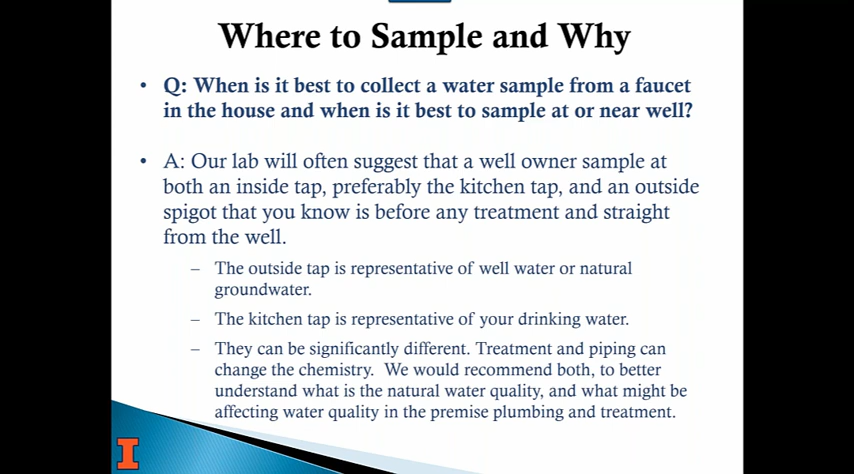 Where to Sample and Why
• Q: When is it best to collect a water sample from a faucet
in the house and when is it best to sample at or near well?
• A: Our lab will often suggest that a well owner sample at
both an inside tap, preferably the kitchen tap, and an outside
spigot that you know is before any treatment and straight
from the well.
– The outside tap is representative of well water or natural
groundwater.
– The kitchen tap is representative of your drinking water.
– They can be significantly different. Treatment and piping can
change the chemistry. We would recommend both, to better
understand what is the natural water quality, and what might be
affecting water quality in the premise plumbing and treatment.
I